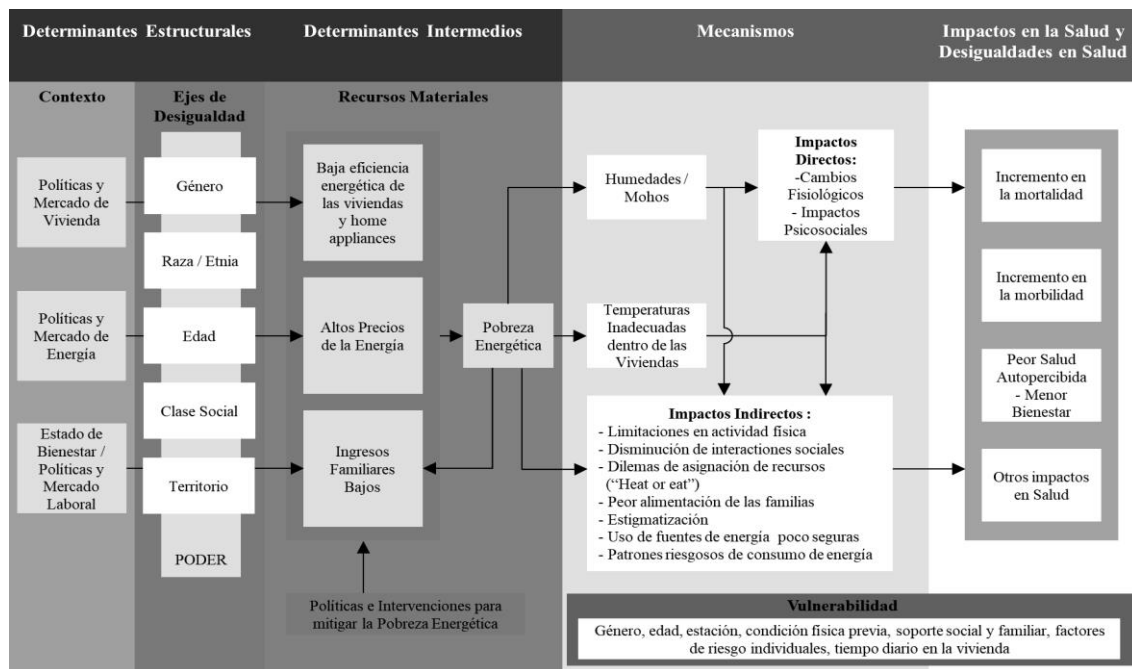 Determinantes Estructurales
Determinantes Intermedios
Mecanismos
Impactos en la Salud y
Desigualdades en Salud
Contexto
Políticas y
Mercado de
Vivienda
Políticas y
Mercado de
Energía
Estado de
Bienestar /
Políticas y
Mercado
Laboral
Ejes de
Desigualdad
Género
Raza / Etnia
Edad
Clase Social
Territorio
PODER
Recursos Materiales
Baja eficiencia
energética de
las viviendas
y home
appliances
Altos Precios
de la Energía
Ingresos
Familiares
Bajos
Políticas e Intervenciones para
mitigar la Pobreza Energética
Pobreza
Energética
Humedades /
Mohos
Temperaturas
Inadecuadas
dentro de las
Viviendas
Impactos
Directos:
-Cambios
Fisiológicos
- Impactos
Psicosociales
Impactos Indirectos :
- Limitaciones en actividad física
- Disminución de interactiones sociales
- Dilemas de asignación de recursos
(“Heat or eat”)
- Peor alimentación de las familias
- Estigmatización
- Uso de fuentes de energía poco seguras
- Patrones riesgosos de consumo de energía
Incremento en
la mortalidad
Incremento en
la morbilidad
Peor Salud
Autopercibida
- Menor
Bienestar
Otros impactos
en Salud
Vulnerabilidad
Género, edad, estación, condición física previa, soporte social y familiar, factores
de riesgo individuales, tiempo diario en la vivienda